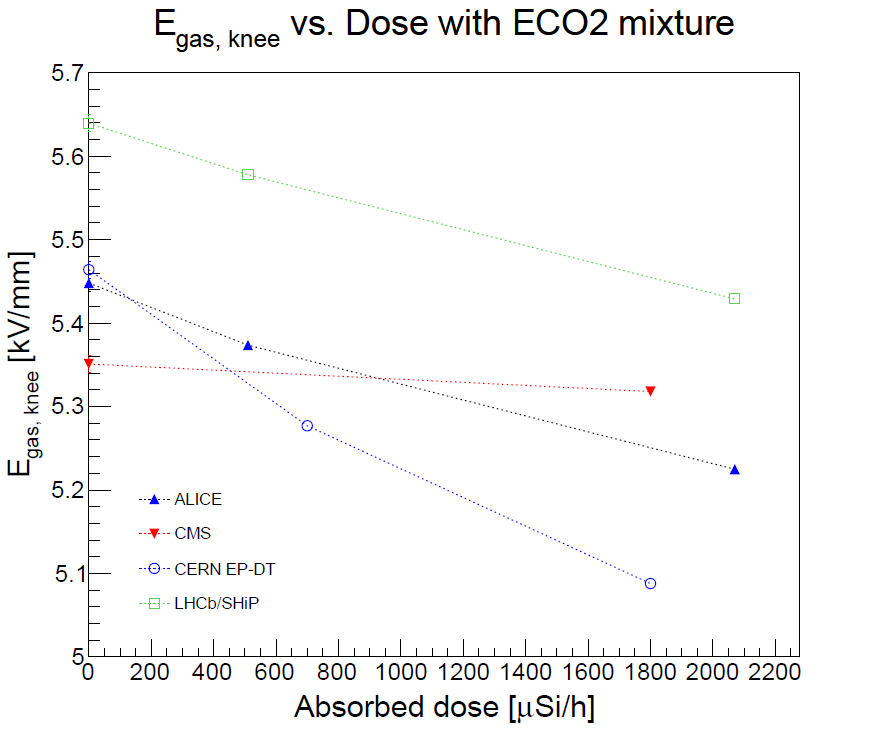 E_gas, knee vs. Dose with ECO2 mixture
E_gas, knee [kV/mm]
5.7
5.6
5.5
5.4
5.3
5.2
5.1
5
ALICE
CMS
CERN EP-DT
LHCb/SHiP
0 200 400 600 800 1000 1200 1400 1600 1800 2000 2200
Absorbed dose [μSi/h]